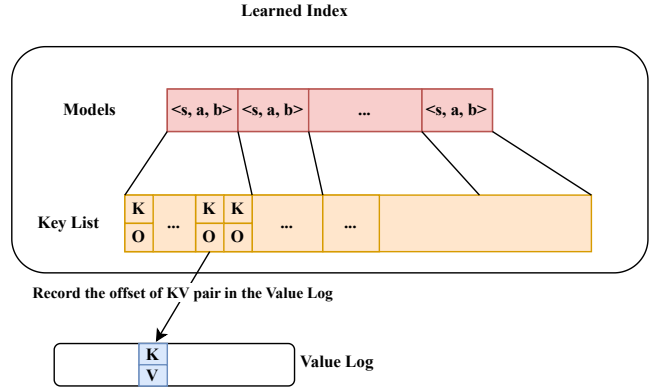 Learned Index
Models
<s, a, b> <s, a, b> ... <s, a, b>
K K K
... ... ...
Key List
O O O
Record the offset of KV pair in the Value Log
K
Value Log
V